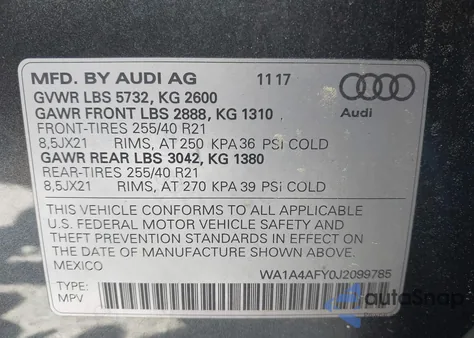 MFD. BY AUDI AG 11 17
Audi
GVWR LBS 5732, KG 2600
GAWR FRONT LBS 2888, KG 1310
FRONT-TIRES 255/40 R21
8,5JX21 RIMS, AT 250 KPA 36 PSI COLD
GAWR REAR LBS 3042, KG 1380
REAR-TIRES 255/40 R21
8,5JX21 RIMS, AT 270 KPA 39 PSI COLD
THIS VEHICLE CONFORMS TO ALL APPLICABLE
U.S. FEDERAL MOTOR VEHICLE SAFETY AND
THEFT PREVENTION STANDARDS IN EFFECT ON
THE DATE OF MANUFACTURE SHOWN ABOVE.
MEXICO WA1A4AFY0J2099785
TYPE
MPV
autoSnap